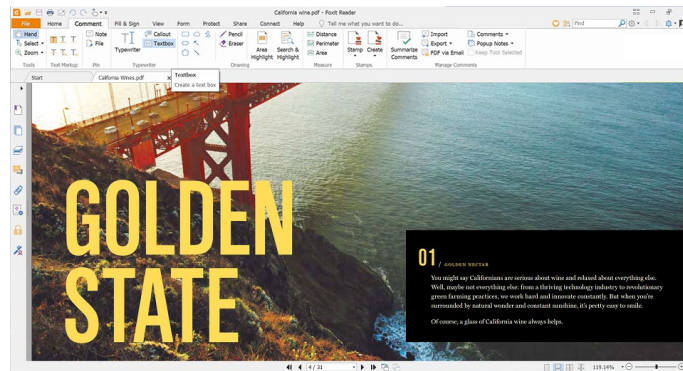 California wine.pdf - Foxit Reader
File Home Comment Fill & Sign View Form Protect Share Connect Help Tell me what you want to do... Find
Hand
Select
Zoom
Tools
Text Markup
Note
File
Pin
Typewriter
Callout
Textbox
Typewriter
Pencil
Eraser
Drawing
Area Highlight
Search & Highlight
Distance
Perimeter
Area
Measure
Stamp
Create
Stamps
Summarize Comments
Import
Export
FDF via Email
Comments
Popup Notes
Keep Tool Selected
Manage Comments
Start
California Wines.pdf
Textbox
Create a text box
GOLDEN
STATE
01 / GOLDEN NECTAR
You might say Californians are serious about wine and relaxed about everything else.
Well, maybe not everything else: from a thriving technology industry to revolutionary
green farming practices, we work hard and innovate constantly. But when you're
surrounded by natural wonder and constant sunshine, it's pretty easy to smile.
Of course, a glass of California wine always helps.
4 / 31
119.14%